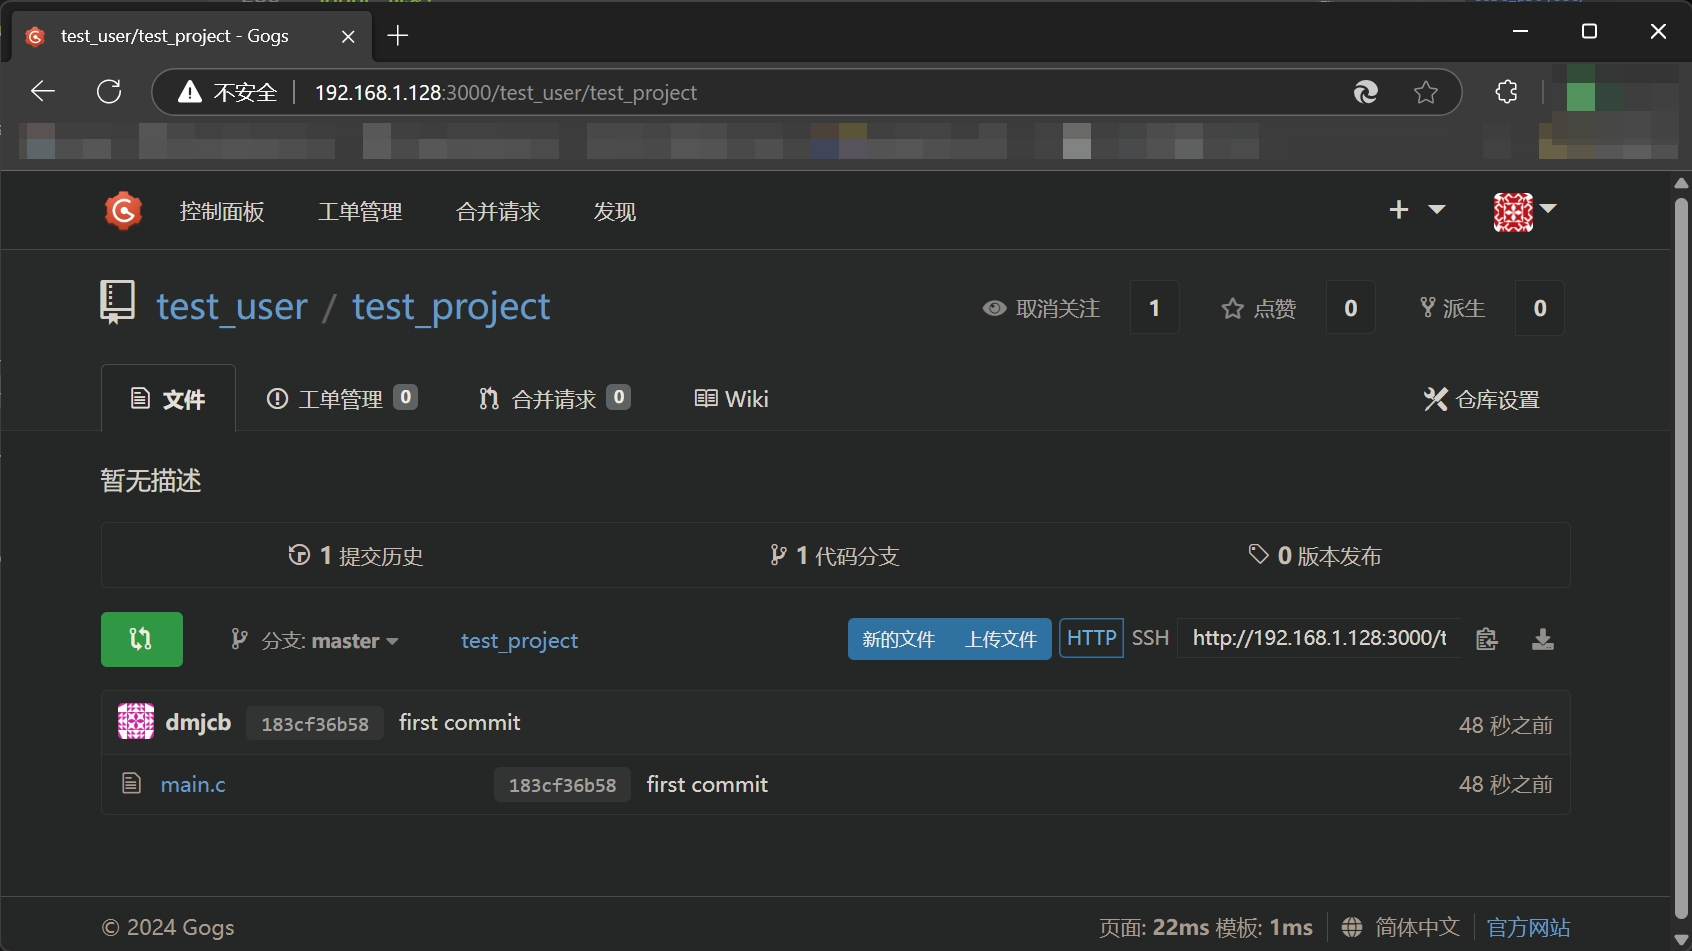 test_user/test_project - Gogs
不安全 192.168.1.128:3000/test_user/test_project
控制面板 工单管理 合并请求 发现
test_user / test_project 取消关注 1 点赞 0 派生 0
文件 工单管理 0 合并请求 0 Wiki 仓库设置
暂无描述
1 提交历史 1 代码分支 0 版本发布
分支: master test_project 新的文件 上传文件 HTTP SSH http://192.168.1.128:3000/t
dmjcb 183cf36b58 first commit 48 秒之前
main.c 183cf36b58 first commit 48 秒之前
© 2024 Gogs 页面: 22ms 模板: 1ms 简体中文 官方网站